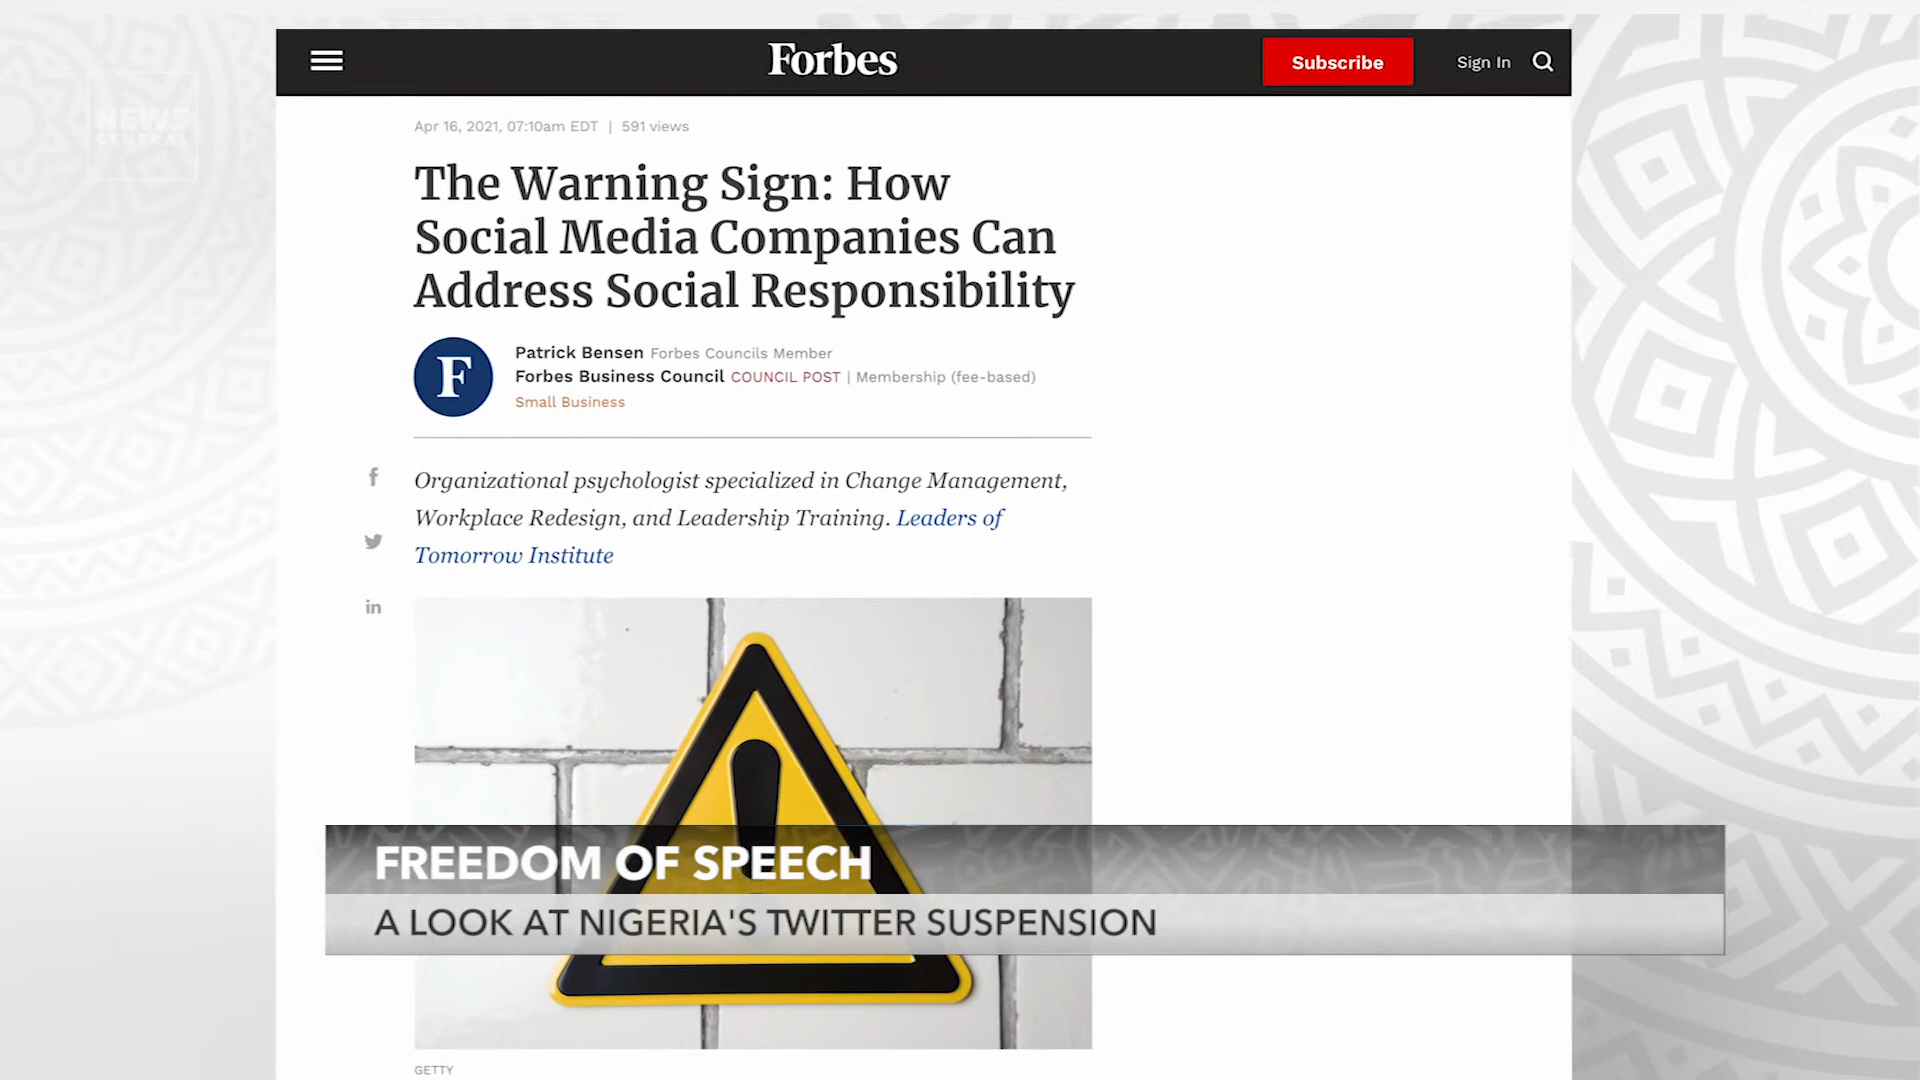 Forbes
Subscribe
Sign In
NEWS
CENTRAL
Apr 16, 2021, 07:10am EDT | 591 views
The Warning Sign: How
Social Media Companies Can
Address Social Responsibility
F
Patrick Bensen Forbes Councils Member
Forbes Business Council COUNCIL POST | Membership (fee-based)
Small Business
f
Organizational psychologist specialized in Change Management,
Workplace Redesign, and Leadership Training. Leaders of
Tomorrow Institute
in
FREEDOM OF SPEECH
A LOOK AT NIGERIA'S TWITTER SUSPENSION
GETTY